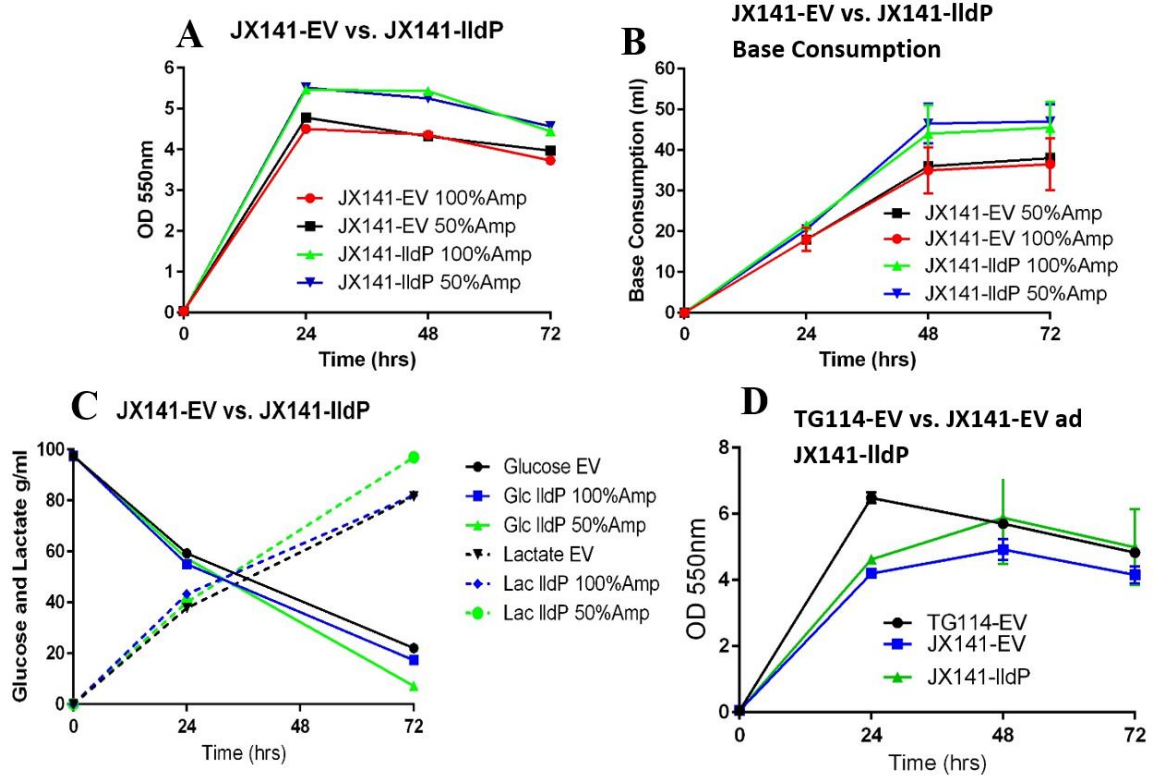 A
JX141-EV vs. JX141-lldP
OD 550nm
6
5
4
3
2
1
0
JX141-EV 100%Amp
JX141-EV 50%Amp
JX141-lldP 100%Amp
JX141-lldP 50%Amp
0 24 48 72
Time (hrs)
B
JX141-EV vs. JX141-lldP
Base Consumption
Base Consumption (ml)
60
50
40
30
20
10
0
JX141-EV 50%Amp
JX141-EV 100%Amp
JX141-lldP 100%Amp
JX141-lldP 50%Amp
0 24 48 72
Time (hrs)
C
JX141-EV vs. JX141-lldP
Glucose and Lactate g/ml
100
80
60
40
20
0
Glucose EV
Glc lldP 100%Amp
Glc lldP 50%Amp
Lactate EV
Lac lldP 100%Amp
Lac lldP 50%Amp
0 24 48 72
Time (hrs)
D
TG114-EV vs. JX141-EV ad
JX141-lldP
OD 550nm
8
6
4
2
0
TG114-EV
JX141-EV
JX141-lldP
0 24 48 72
Time (hrs)